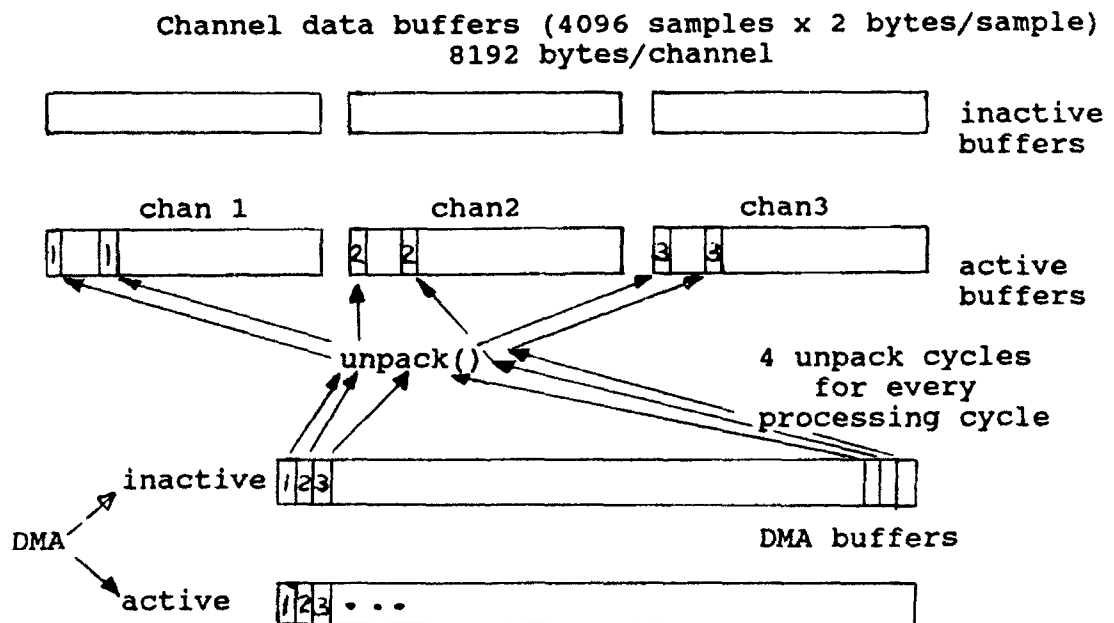 Channel data buffers (4096 samples x 2 bytes/sample)
8192 bytes/channel
inactive
buffers
chan 1
chan2
chan3
1
1
2
2
3
3
active
buffers
unpack()
4 unpack cycles
for every
processing cycle
inactive
1
2
3
DMA
DMA buffers
active
1
2
3
• • •